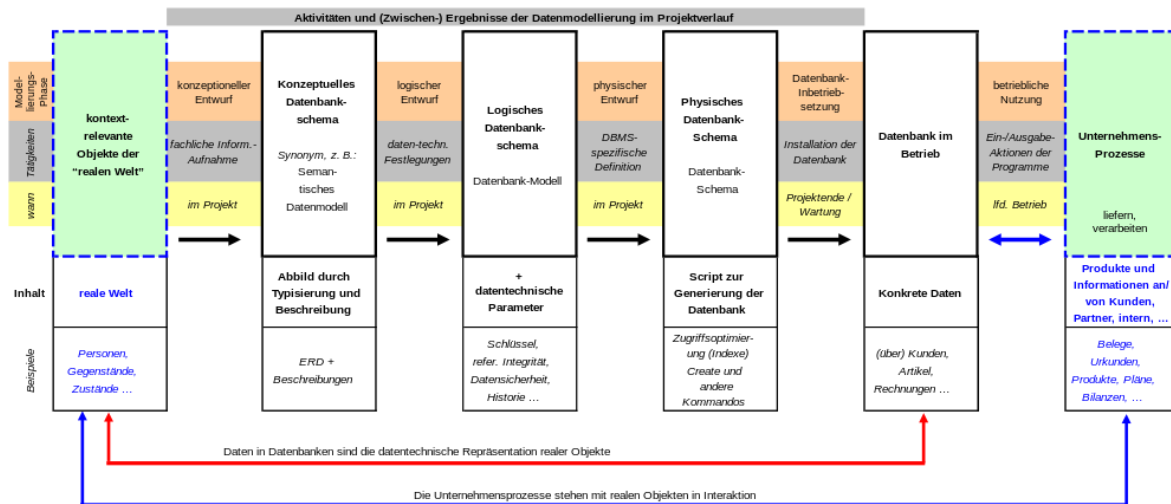 Aktivitäten und (Zwischen-) Ergebnisse der Datenmodellierung im Projektverlauf
Model-
lierungs-
Phase
Tätigkeiten
wann
kontext-
relevante
Objekte der
"realen Welt"
konzeptioneller
Entwurf
fachliche Inform.-
Aufnahme
im Projekt
Konzeptuelles
Datenbank-
schema
Synonym, z. B.:
Seman-
tisches
Datenmodell
logischer
Entwurf
daten-techn.
Festlegungen
im Projekt
Logisches
Datenbank-
schema
Datenbank-Modell
physischer
Entwurf
DBMS-
spezifische
Definition
im Projekt
Physisches
Datenbank-
Schema
Datenbank-
Schema
Datenbank-
Inbetrieb-
setzung
Installation der
Datenbank
Projektende /
Wartung
Datenbank im
Betrieb
betriebliche
Nutzung
Ein-/Ausgabe-
Aktionen der
Programme
lfd. Betrieb
Unternehmens-
Prozesse
liefern,
verarbeiten
Inhalt
reale Welt
Abbild durch
Typisierung und
Beschreibung
+
datentechnische
Parameter
Script zur
Generierung der
Datenbank
Konkrete Daten
Produkte und
Informationen an/
von Kunden,
Partner, intern, …
Beispiele
Personen,
Gegenstände,
Zustände …
ERD +
Beschreibungen
Schlüssel,
refer. Integrität,
Datensicherheit,
Historie …
Zugriffsoptimier-
ung (Indexe)
Create und
andere
Kommandos
(über) Kunden,
Artikel,
Rechnungen …
Belege,
Urkunden,
Produkte, Pläne,
Bilanzen, …
Daten in Datenbanken sind die datentechnische Repräsentation realer Objekte
Die Unternehmensprozesse stehen mit realen Objekten in Interaktion